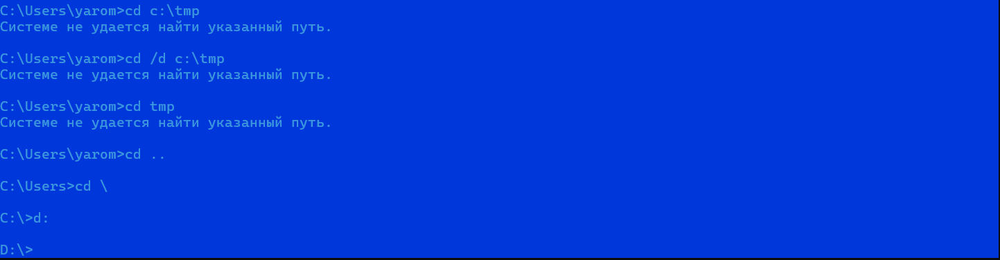 C:\Users\yarom>cd c:\tmp
Системе не удается найти указанный путь.
C:\Users\yarom>cd /d c:\tmp
Системе не удается найти указанный путь.
C:\Users\yarom>cd tmp
Системе не удается найти указанный путь.
C:\Users\yarom>cd ..
C:\Users>cd \
C:\>d:
D:\>